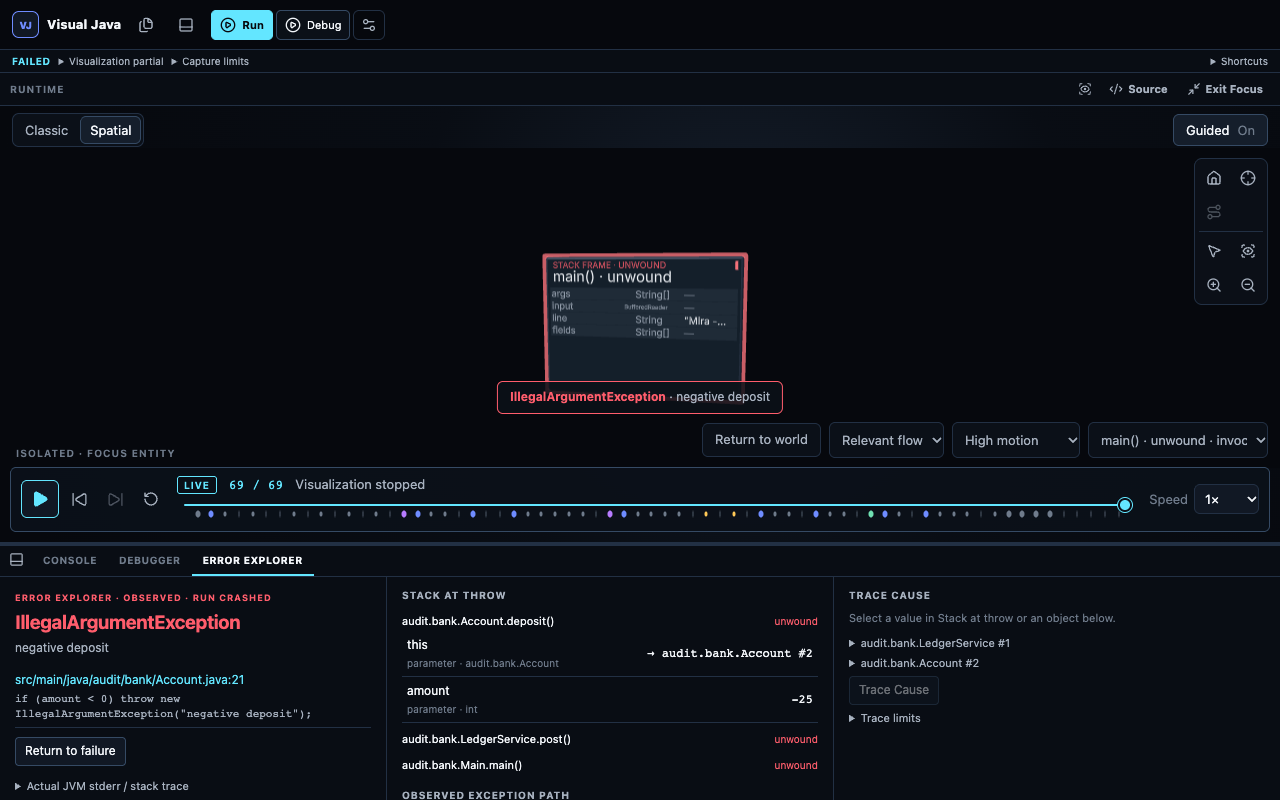 VJ Visual Java Run Debug
FAILED Visualization partial Capture limits Shortcuts
RUNTIME Source Exit Focus
Classic Spatial Guided On
STACK FRAME · UNWOUND
main() · unwound
args String[] —
input BufferedReader —
line String "Mira -...
fields String[] —
IllegalArgumentException · negative deposit
Return to world Relevant flow High motion main() · unwound · invoc
ISOLATED · FOCUS ENTITY
LIVE 69 / 69 Visualization stopped
Speed 1×
CONSOLE DEBUGGER ERROR EXPLORER
ERROR EXPLORER · OBSERVED · RUN CRASHED
IllegalArgumentException
negative deposit
src/main/java/audit/bank/Account.java:21
if (amount < 0) throw new
IllegalArgumentException("negative deposit");
Return to failure
Actual JVM stderr / stack trace
STACK AT THROW
audit.bank.Account.deposit() unwound
this
parameter · audit.bank.Account
→ audit.bank.Account #2
amount
parameter · int
-25
audit.bank.LedgerService.post() unwound
audit.bank.Main.main() unwound
OBSERVED EXCEPTION PATH
TRACE CAUSE
Select a value in Stack at throw or an object below.
audit.bank.LedgerService #1
audit.bank.Account #2
Trace Cause
Trace limits